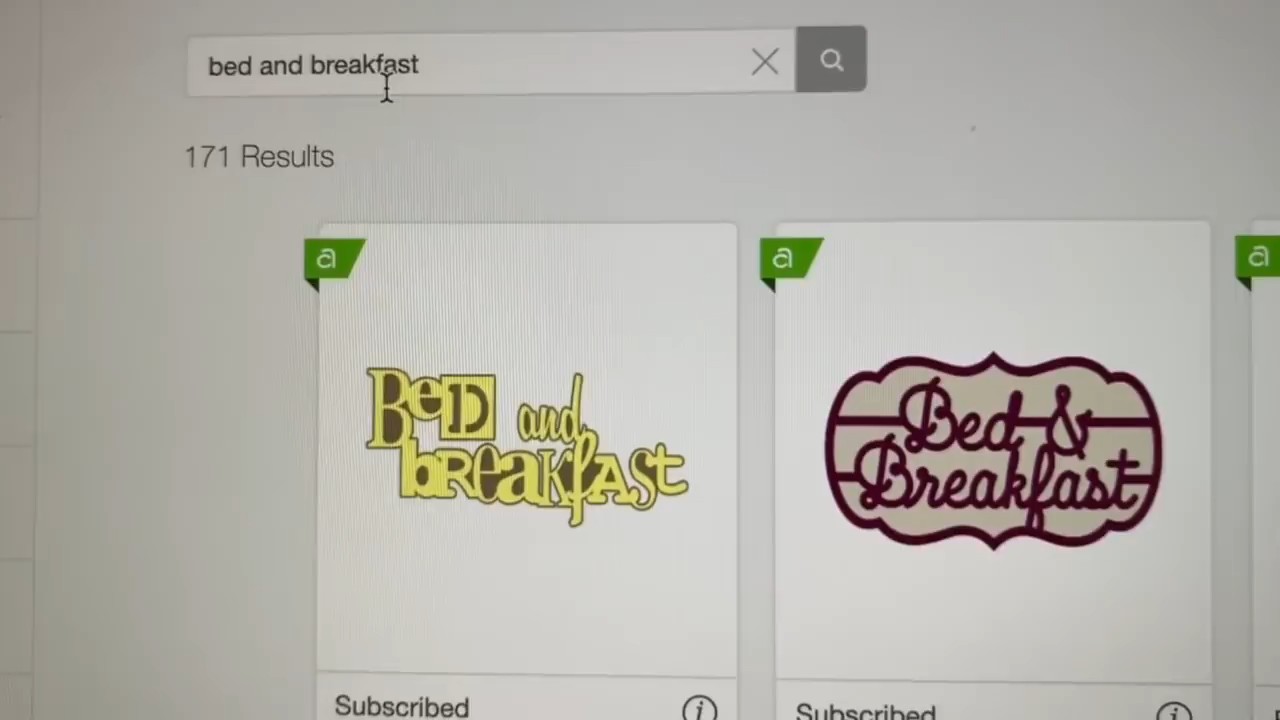 bed and breakfast
171 Results
a
a
a
BeD and
breakfast
Bed &
Breakfast
Subscribed
Subscribed